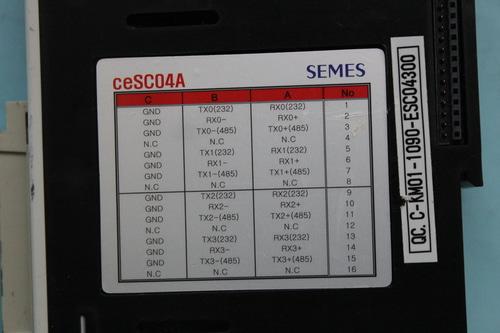 ceSC04A SEMES
C B A No
GND TX0(232) RX0(232) 1
GND RX0- RX0+ 2
GND TX0-(485) TX0+(485) 3
N.C N.C N.C 4
GND TX1(232) RX1(232) 5
GND RX1- RX1+ 6
GND TX1-(485) TX1+(485) 7
N.C N.C N.C 8
GND TX2(232) RX2(232) 9
GND RX2- RX2+ 10
GND TX2-(485) TX2+(485) 11
N.C N.C N.C 12
GND TX3(232) RX3(232) 13
GND RX3- RX3+ 14
GND TX3-(485) TX3+(485) 15
N.C N.C N.C 16
QC. C-KM01-1090-ESC04300